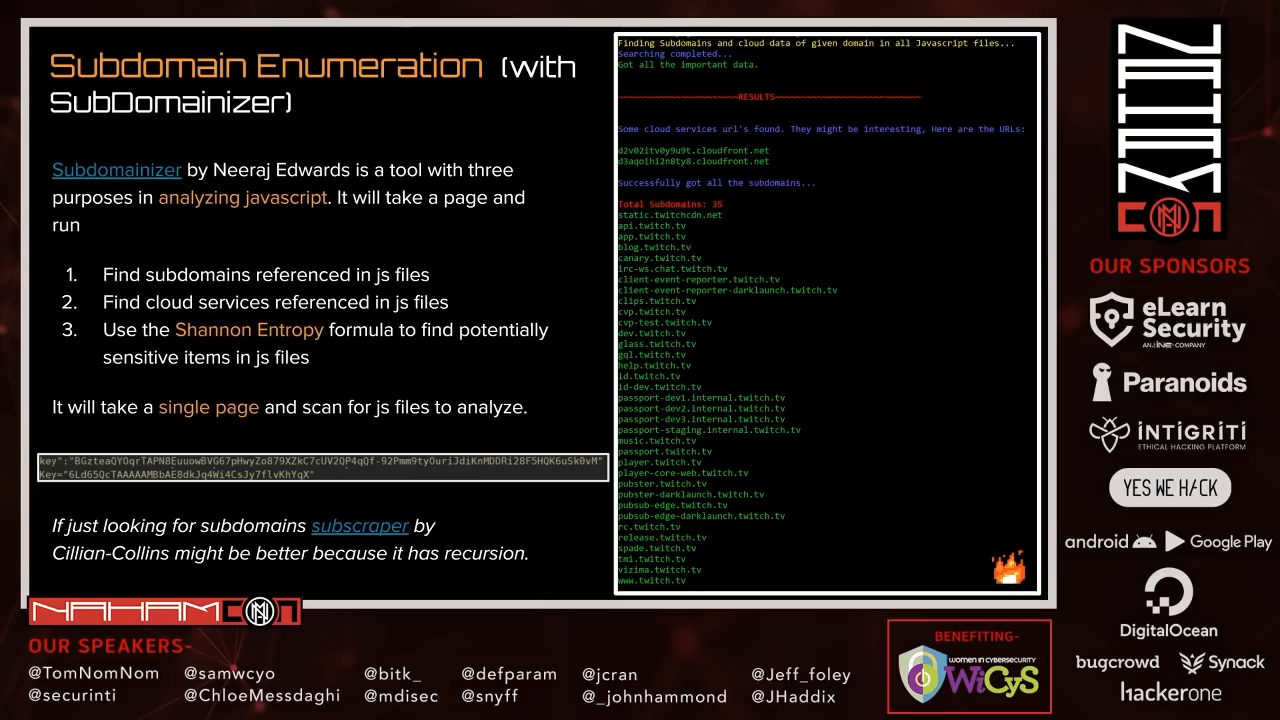 Subdomain Enumeration (with
SubDomainizer)
Subdomainizer by Neeraj Edwards is a tool with three
purposes in analyzing javascript. It will take a page and
run
1. Find subdomains referenced in js files
2. Find cloud services referenced in js files
3. Use the Shannon Entropy formula to find potentially
sensitive items in js files
It will take a single page and scan for js files to analyze.
If just looking for subdomains subscraper by
Cillian-Collins might be better because it has recursion.
Finding Subdomains and cloud data of given domain in all Javascript files...
Searching completed...
Got all the important data.
RESULTS
Some cloud services url's found. They might be interesting, Here are the URLs:
d2v02itv0y9u9t.cloudfront.net
d3aqoihi2n8ty8.cloudfront.net
Successfully got all the subdomains...
Total Subdomains: 35
static.twitchcdn.net
api.twitch.tv
app.twitch.tv
blog.twitch.tv
canary.twitch.tv
irc-ws.chat.twitch.tv
client-event-reporter.twitch.tv
client-event-reporter-darklaunch.twitch.tv
clips.twitch.tv
cvp.twitch.tv
cvp-test.twitch.tv
dev.twitch.tv
glass.twitch.tv
gql.twitch.tv
help.twitch.tv
id.twitch.tv
id-dev.twitch.tv
passport-dev1.internal.twitch.tv
passport-dev2.internal.twitch.tv
passport-dev3.internal.twitch.tv
passport-staging.internal.twitch.tv
music.twitch.tv
passport.twitch.tv
player.twitch.tv
player-core-web.twitch.tv
pubster.twitch.tv
pubster-darklaunch.twitch.tv
pubsub-edge.twitch.tv
pubsub-edge-darklaunch.twitch.tv
rc.twitch.tv
release.twitch.tv
spade.twitch.tv
tmi.twitch.tv
vizima.twitch.tv
www.twitch.tv
NAHAM
CON
OUR SPONSORS
eLearn
Security
AN INE COMPANY
Paranoids
INTIGRITI
ETHICAL HACKING PLATFORM
YES WE H/CK
android Google Play
DigitalOcean
bugcrowd Synack
hackerone
NAHAMCON
OUR SPEAKERS-
@TomNomNom @samwcyo @bitk_ @defparam @jcran @Jeff_foley
@securinti @ChloeMessdaghi @mdisec @snyff @_johnhammond @JHaddix
BENEFITING-
WOMEN IN CYBERSECURITY
WiCyS